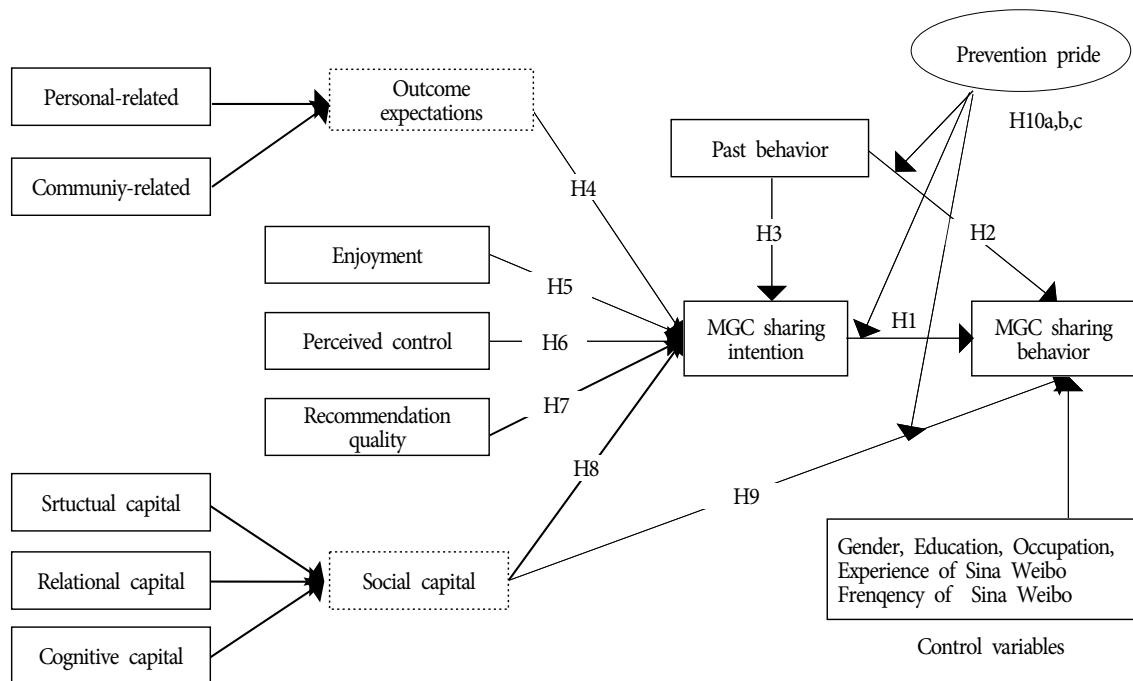 Prevention pride
H10a,b,c
Personal-related
Outcome
expectations
Past behavior
Communiy-related
H4
H3
H2
Enjoyment
H5
MGC sharing
intention
H1
MGC sharing
behavior
Perceived control
H6
H7
Recommendation
quality
H8
H9
Srtuctual capital
Relational capital
Social capital
Cognitive capital
Gender, Education, Occupation,
Experience of Sina Weibo
Frenqency of Sina Weibo
Control variables